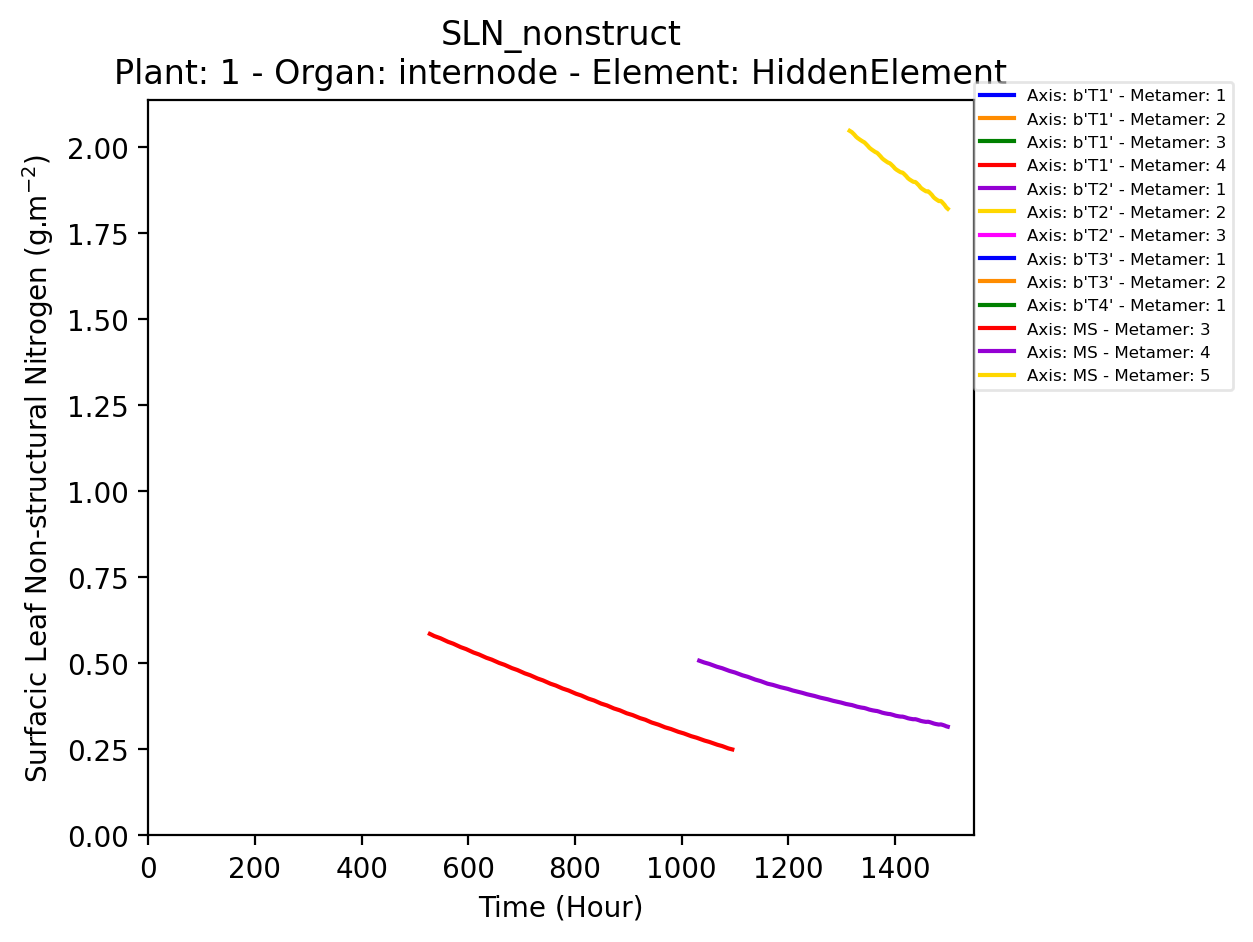 SLN_nonstruct
Plant: 1 - Organ: internode - Element: HiddenElement
Surfacic Leaf Non-structural Nitrogen (g.m⁻²)
2.00
1.75
1.50
1.25
1.00
0.75
0.50
0.25
0.00
0 200 400 600 800 1000 1200 1400
Time (Hour)
Axis: b'T1' - Metamer: 1
Axis: b'T1' - Metamer: 2
Axis: b'T1' - Metamer: 3
Axis: b'T1' - Metamer: 4
Axis: b'T2' - Metamer: 1
Axis: b'T2' - Metamer: 2
Axis: b'T2' - Metamer: 3
Axis: b'T3' - Metamer: 1
Axis: b'T3' - Metamer: 2
Axis: b'T4' - Metamer: 1
Axis: MS - Metamer: 3
Axis: MS - Metamer: 4
Axis: MS - Metamer: 5